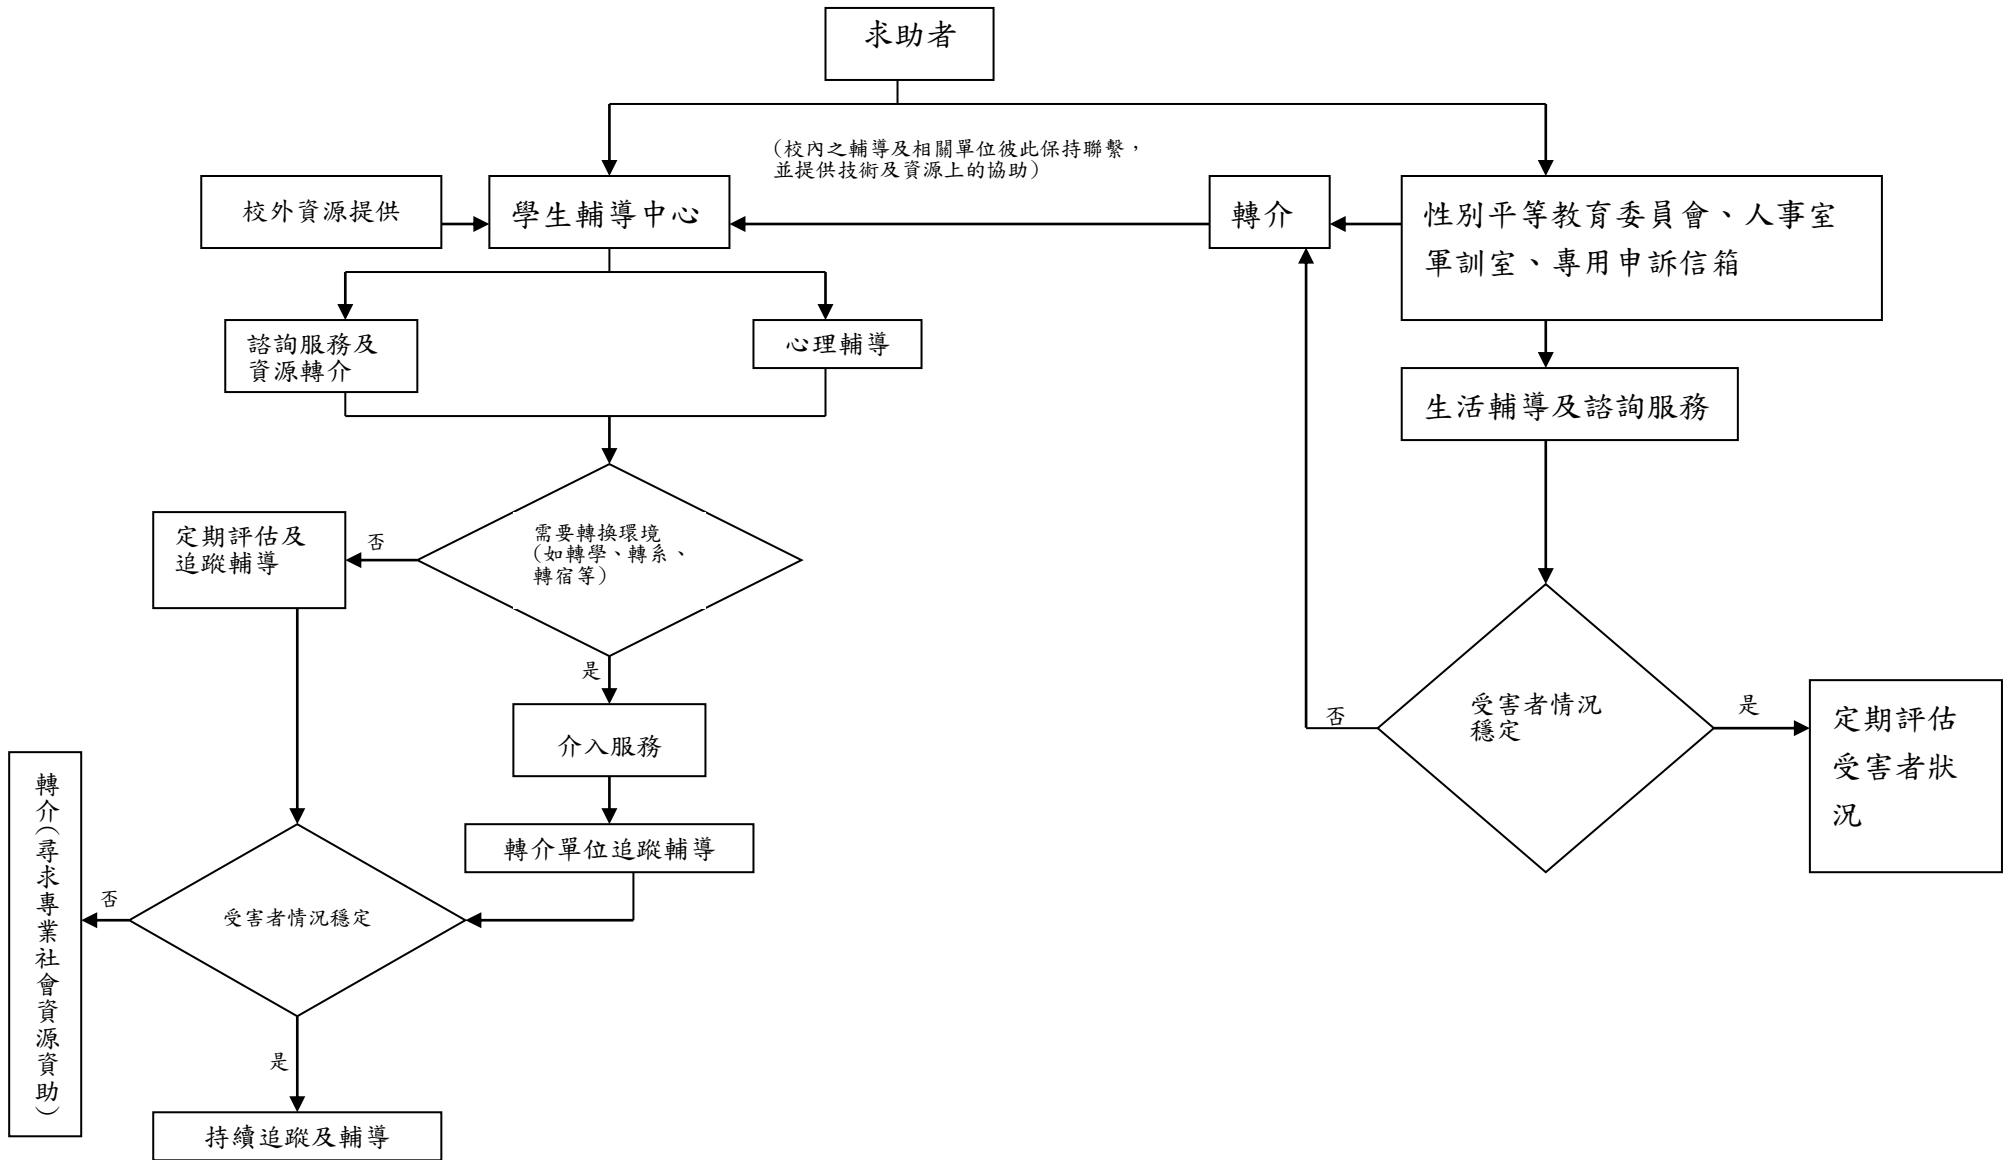 求助者
(校內之輔導及相關單位彼此保持聯繫，
並提供技術及資源上的協助)
校外資源提供
學生輔導中心
轉介
性別平等教育委員會、人事室
軍訓室、專用申訴信箱
諮詢服務及
資源轉介
心理輔導
生活輔導及諮詢服務
定期評估及
追蹤輔導
否
需要轉換環境
(如轉學、轉系、
轉宿等)
是
介入服務
轉介單位追蹤輔導
受害者情況
穩定
否
是
定期評估
受害者狀
況
轉介(尋求專業社會資源資助)
否
受害者情況穩定
是
持續追蹤及輔導